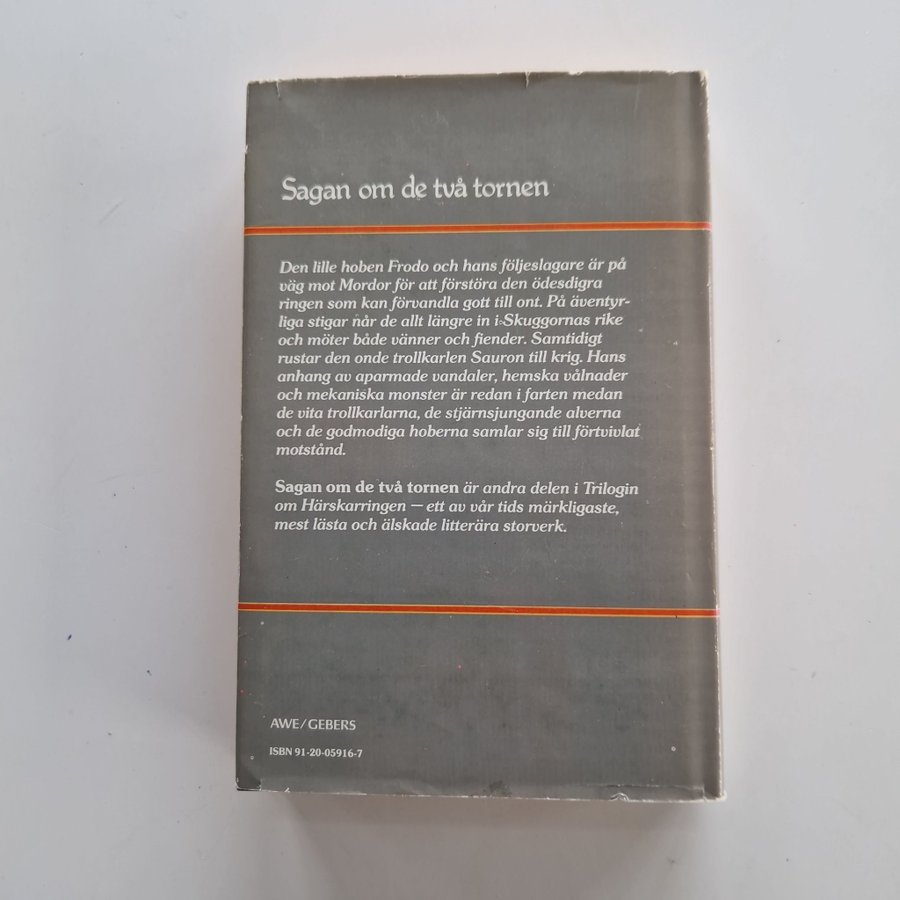 Sagan om de två tornen
Den lille hoben Frodo och hans följeslagare är på
väg mot Mordor för att förstöra den ödesdigra
ringen som kan förvandla gott till ont. På äventyr-
liga stigar når de allt längre in i Skuggornas rike
och möter både vänner och fiender. Samtidigt
rustar den onde trollkarlen Sauron till krig. Hans
anhang av aparmade vandaler, hemska vålnader
och mekaniska monster är redan i farten medan
de vita trollkarlarna, de stjärnsjungande alverna
och de godmodiga hoberna samlar sig till förtvivlat
motstånd.
Sagan om de två tornen är andra delen i Trilogin
om Härskarringen — ett av vår tids märkligaste,
mest lästa och älskade litterära storverk.
AWE/GEBERS
ISBN 91-20-05916-7